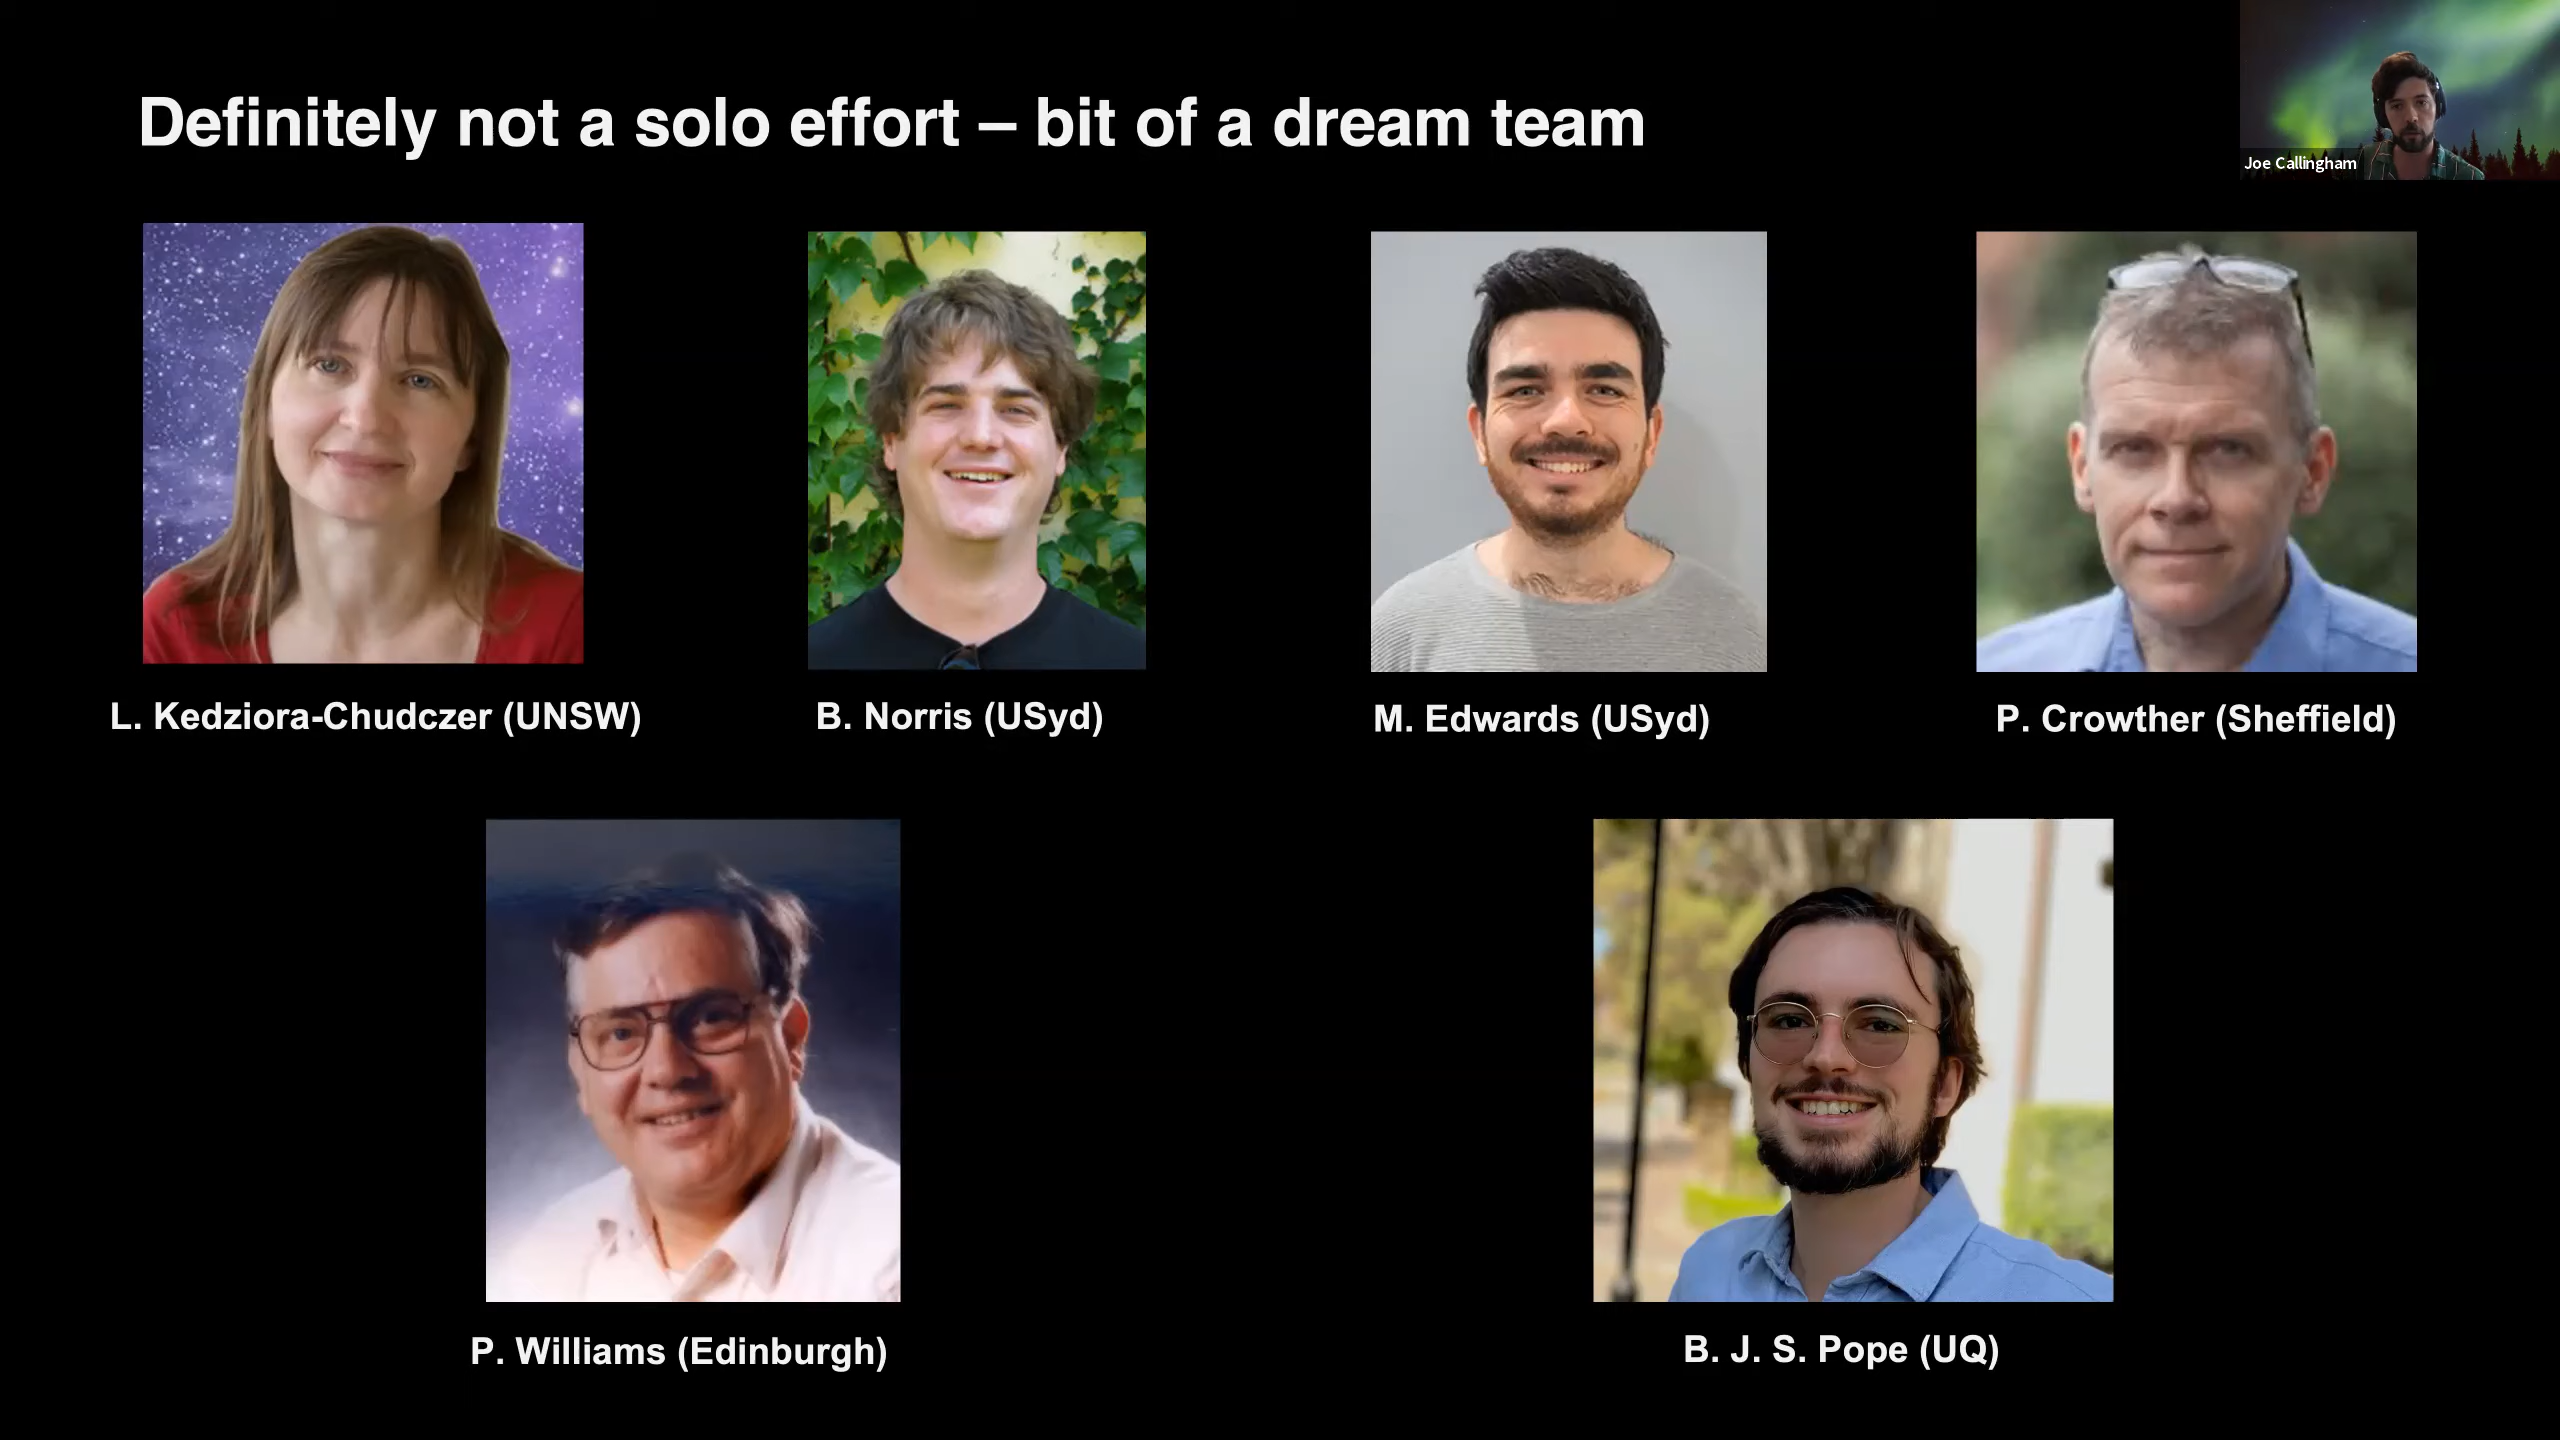 Definitely not a solo effort – bit of a dream team
Joe Callingham
L. Kedziora-Chudczer (UNSW)
B. Norris (USyd)
M. Edwards (USyd)
P. Crowther (Sheffield)
P. Williams (Edinburgh)
B. J. S. Pope (UQ)